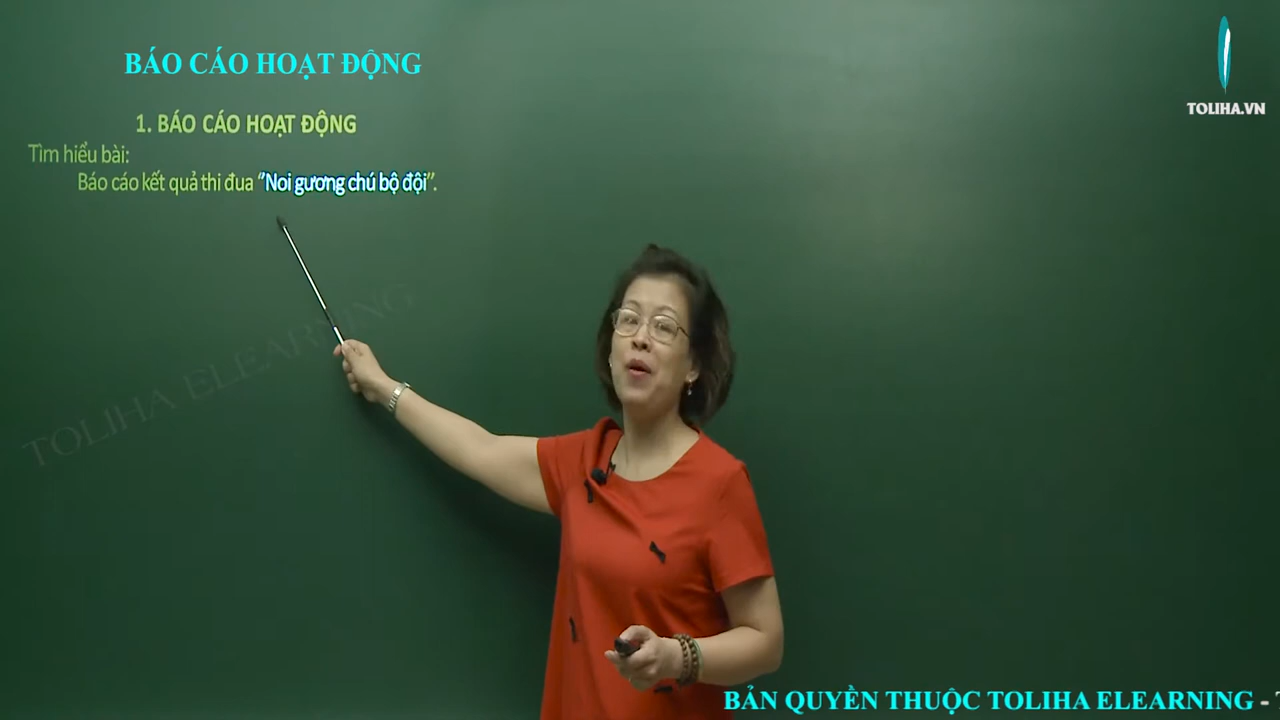 BÁO CÁO HOẠT ĐỘNG
TOLIHA.VN
1. BÁO CÁO HOẠT ĐỘNG
Tìm hiểu bài:
Báo cáo kết quả thi đua “Noi gương chú bộ đội”.
TOLIHA ELEARNING
BẢN QUYỀN THUỘC TOLIHA ELEARNING -